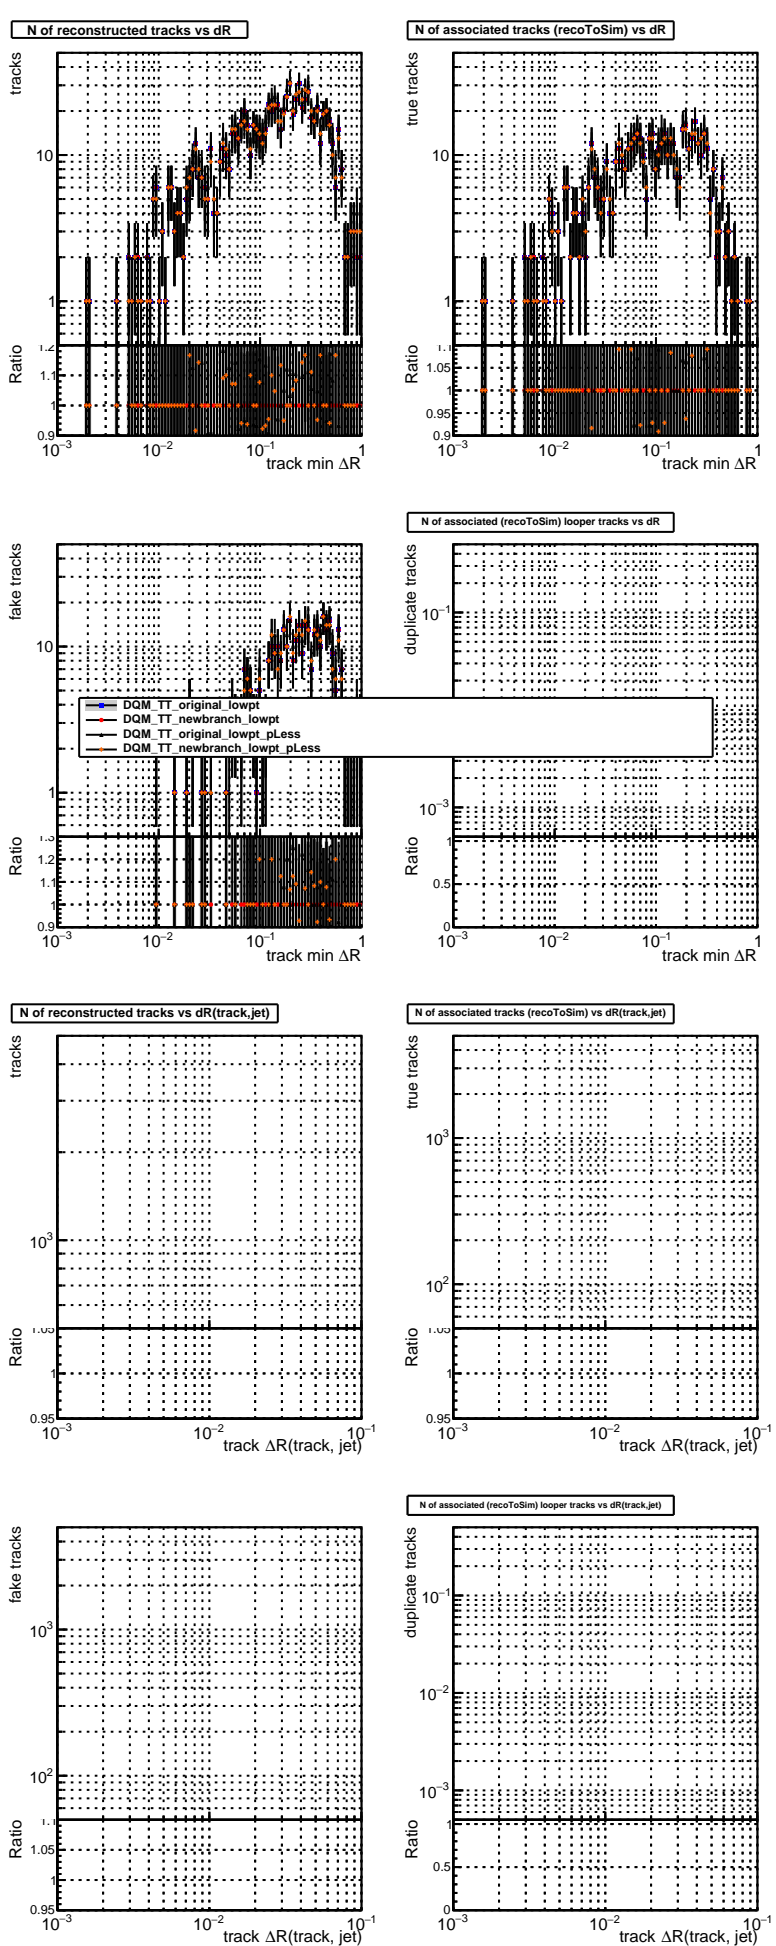 N of reconstructed tracks vs dR
tracks
10
1
Ratio
1.2
1.1
1
0.9
10⁻³
10⁻²
10⁻¹
1
track min ΔR
N of associated tracks (recoToSim) vs dR
true tracks
10
1
Ratio
1.1
1.05
1
0.95
0.9
10⁻³
10⁻²
10⁻¹
1
track min ΔR
fake tracks
10
1
Ratio
1.3
1.2
1.1
1
0.9
10⁻³
10⁻²
10⁻¹
1
track min ΔR
N of associated (recoToSim) looper tracks vs dR
duplicate tracks
10⁻¹
10⁻³
Ratio
1
0.5
0
10⁻³
10⁻²
10⁻¹
1
track min ΔR
DQM_TT_original_lowpt
DQM_TT_newbranch_lowpt
DQM_TT_original_lowpt_pLess
DQM_TT_newbranch_lowpt_pLess
N of reconstructed tracks vs dR(track,jet)
tracks
10³
Ratio
1.05
1
0.95
10⁻³
10⁻²
10⁻¹
track ΔR(track, jet)
N of associated tracks (recoToSim) vs dR(track,jet)
true tracks
10³
10²
Ratio
1.05
1
0.95
10⁻³
10⁻²
10⁻¹
track ΔR(track, jet)
fake tracks
10³
10²
Ratio
1.1
1.05
1
0.95
10⁻³
10⁻²
10⁻¹
track ΔR(track, jet)
N of associated (recoToSim) looper tracks vs dR(track,jet)
duplicate tracks
10⁻¹
10⁻²
10⁻³
Ratio
1
0.5
0
10⁻³
10⁻²
10⁻¹
track ΔR(track, jet)